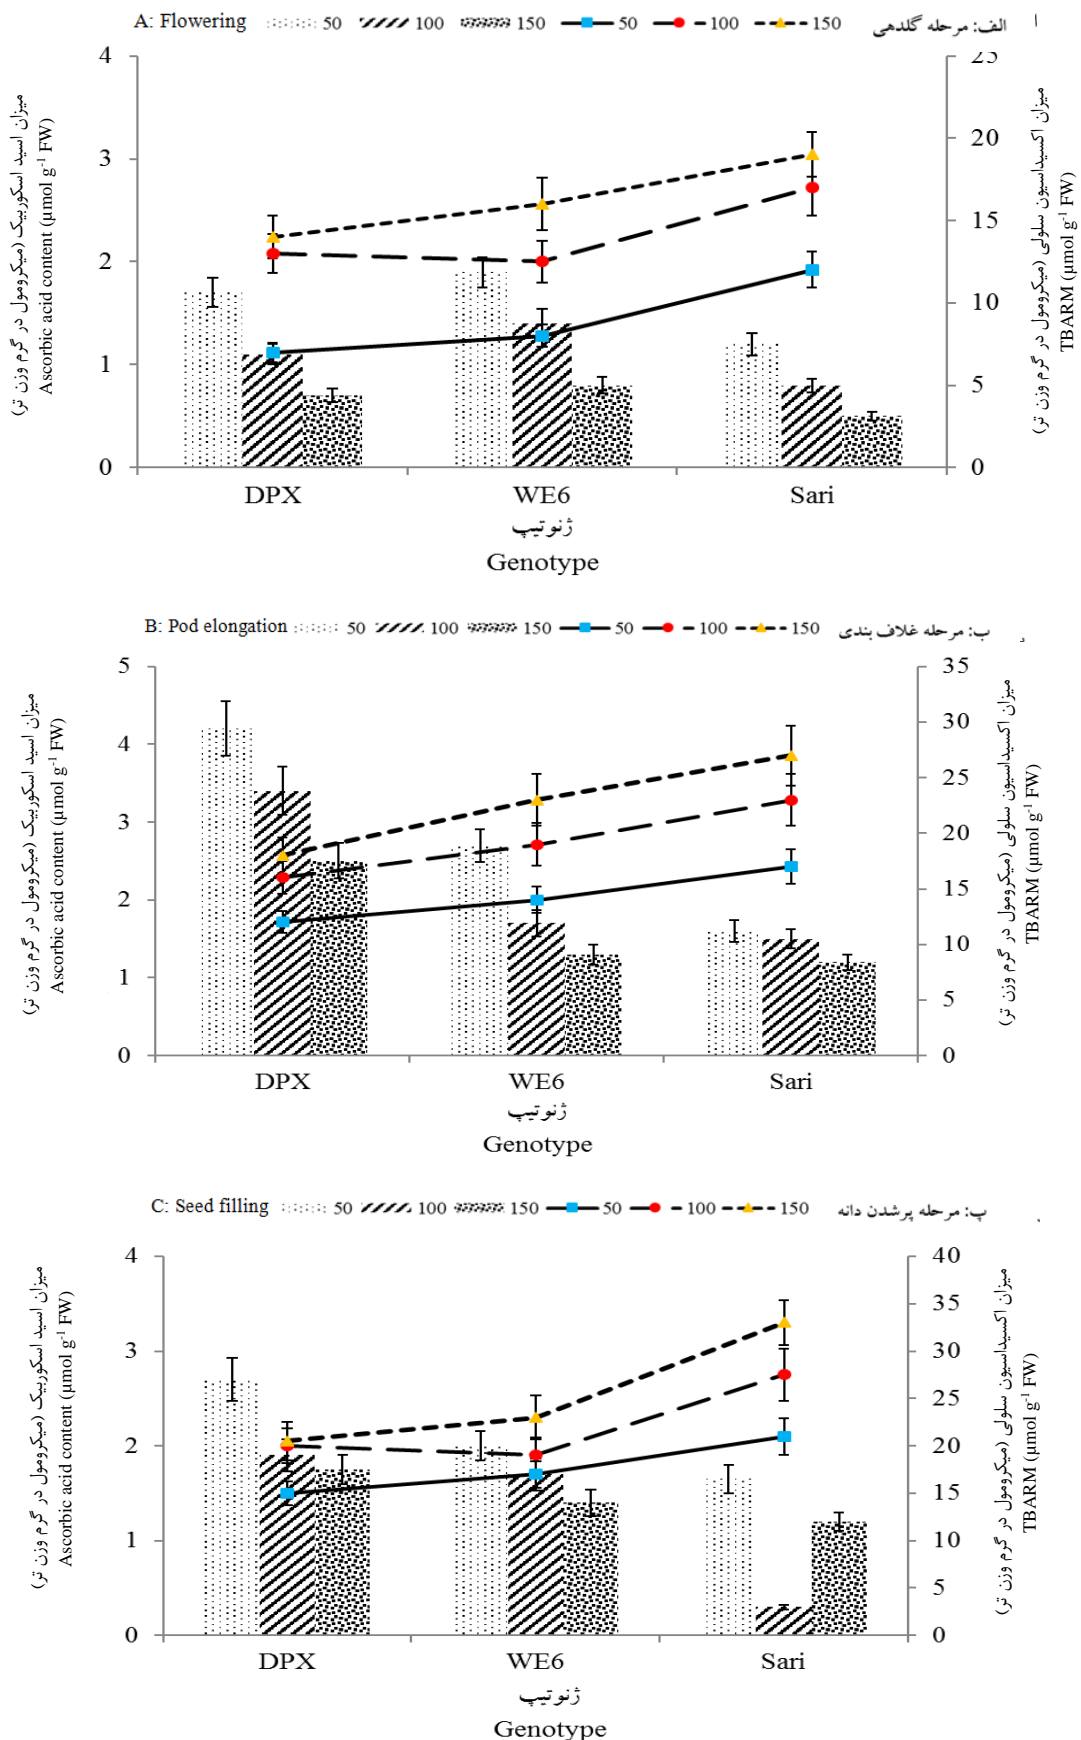 A: Flowering 50 100 150 50 100 150 الف: مرحله گلدهی
میزان اسید اسکوربیک (میکرومول در گرم وزن تر)
Ascorbic acid content (µmol g-1 FW)
4
3
2
1
0
25
20
15
10
5
0
میزان اکسیداسیون سلولی (میکرومول در گرم وزن تر)
TBARM (µmol g-1 FW)
DPX WE6 Sari
ژنوتیپ
Genotype
B: Pod elongation 50 100 150 50 100 150 ب: مرحله غلاف بندی
میزان اسید اسکوربیک (میکرومول در گرم وزن تر)
Ascorbic acid content (µmol g-1 FW)
5
4
3
2
1
0
35
30
25
20
15
10
5
0
میزان اکسیداسیون سلولی (میکرومول در گرم وزن تر)
TBARM (µmol g-1 FW)
DPX WE6 Sari
ژنوتیپ
Genotype
C: Seed filling 50 100 150 50 100 150 پ: مرحله پرشدن دانه
میزان اسید اسکوربیک (میکرومول در گرم وزن تر)
Ascorbic acid content (µmol g-1 FW)
4
3
2
1
0
40
35
30
25
20
15
10
5
0
میزان اکسیداسیون سلولی (میکرومول در گرم وزن تر)
TBARM (µmol g-1 FW)
DPX WE6 Sari
ژنوتیپ
Genotype